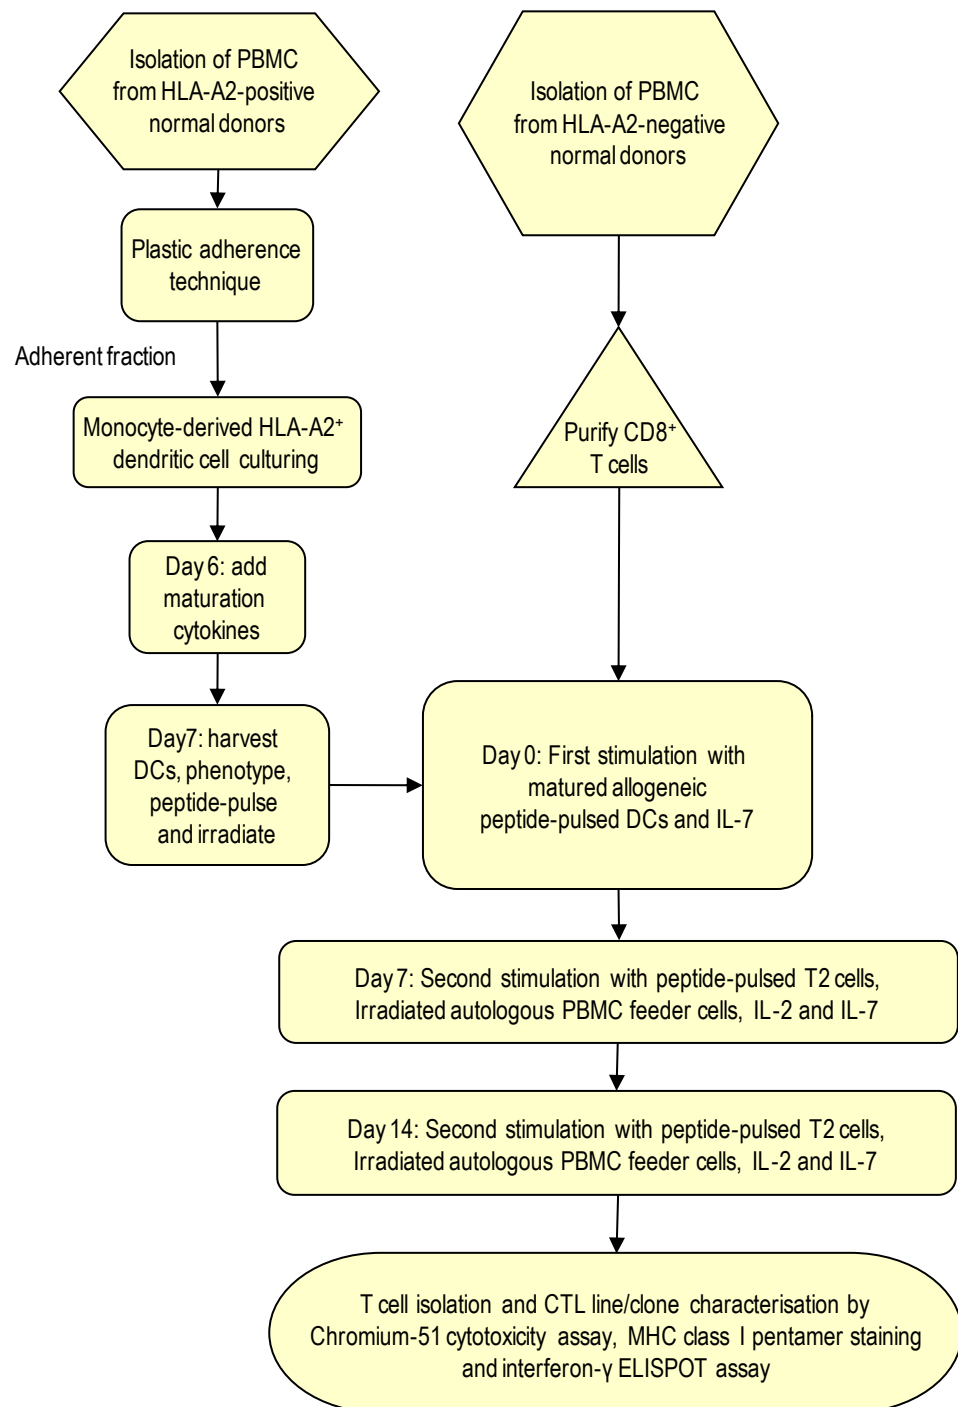 Isolation of PBMC
from HLA-A2-positive
normal donors
Isolation of PBMC
from HLA-A2-negative
normal donors
Plastic adherence
technique
Adherent fraction
Monocyte-derived HLA-A2⁺
dendritic cell culturing
Purify CD8⁺
T cells
Day 6: add
maturation
cytokines
Day7: harvest
DCs, phenotype,
peptide-pulse
and irradiate
Day 0: First stimulation with
matured allogeneic
peptide-pulsed DCs and IL-7
Day 7: Second stimulation with peptide-pulsed T2 cells,
Irradiated autologous PBMC feeder cells, IL-2 and IL-7
Day 14: Second stimulation with peptide-pulsed T2 cells,
Irradiated autologous PBMC feeder cells, IL-2 and IL-7
T cell isolation and CTL line/clone characterisation by
Chromium-51 cytotoxicity assay, MHC class I pentamer staining
and interferon-γ ELISPOT assay